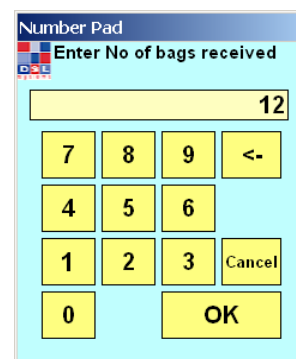 Number Pad
Enter No of bags received
DSL
systems
12
7 8 9 <-
4 5 6
1 2 3 Cancel
0 OK